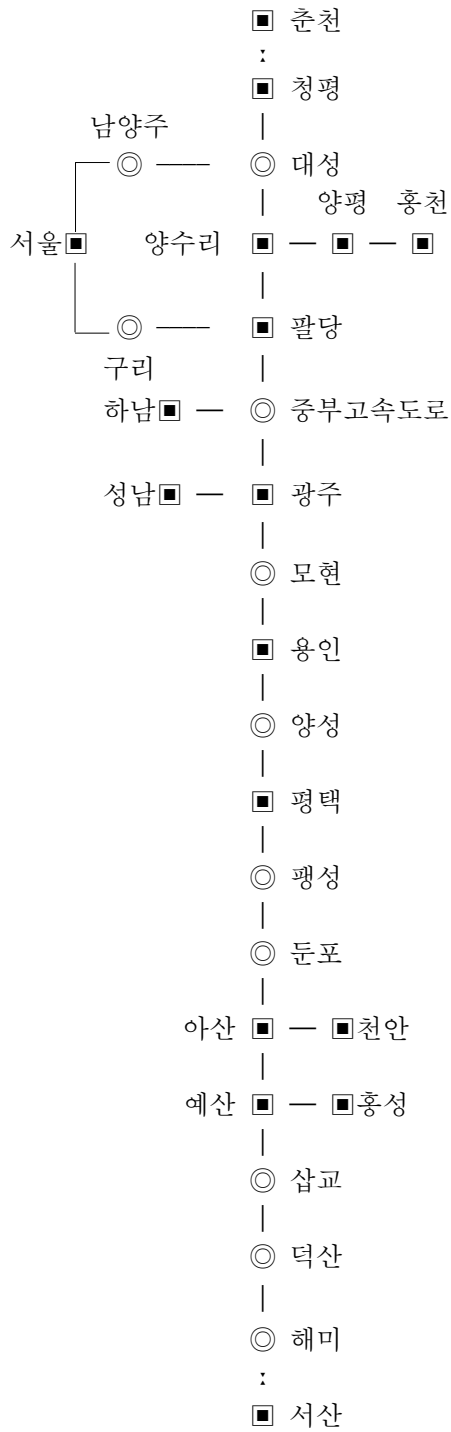 ▣ 춘천
:
▣ 청평
남양주 |
◎ —— ◎ 대성
| 양평 홍천
서울▣ 양수리 ▣ — ▣ — ▣
|
◎ —— ▣ 팔당
구리 |
하남▣ — ◎ 중부고속도로
|
성남▣ — ▣ 광주
|
◎ 모현
|
▣ 용인
|
◎ 양성
|
▣ 평택
|
◎ 팽성
|
◎ 둔포
|
아산 ▣ — ▣천안
|
예산 ▣ — ▣홍성
|
◎ 삽교
|
◎ 덕산
|
◎ 해미
:
▣ 서산